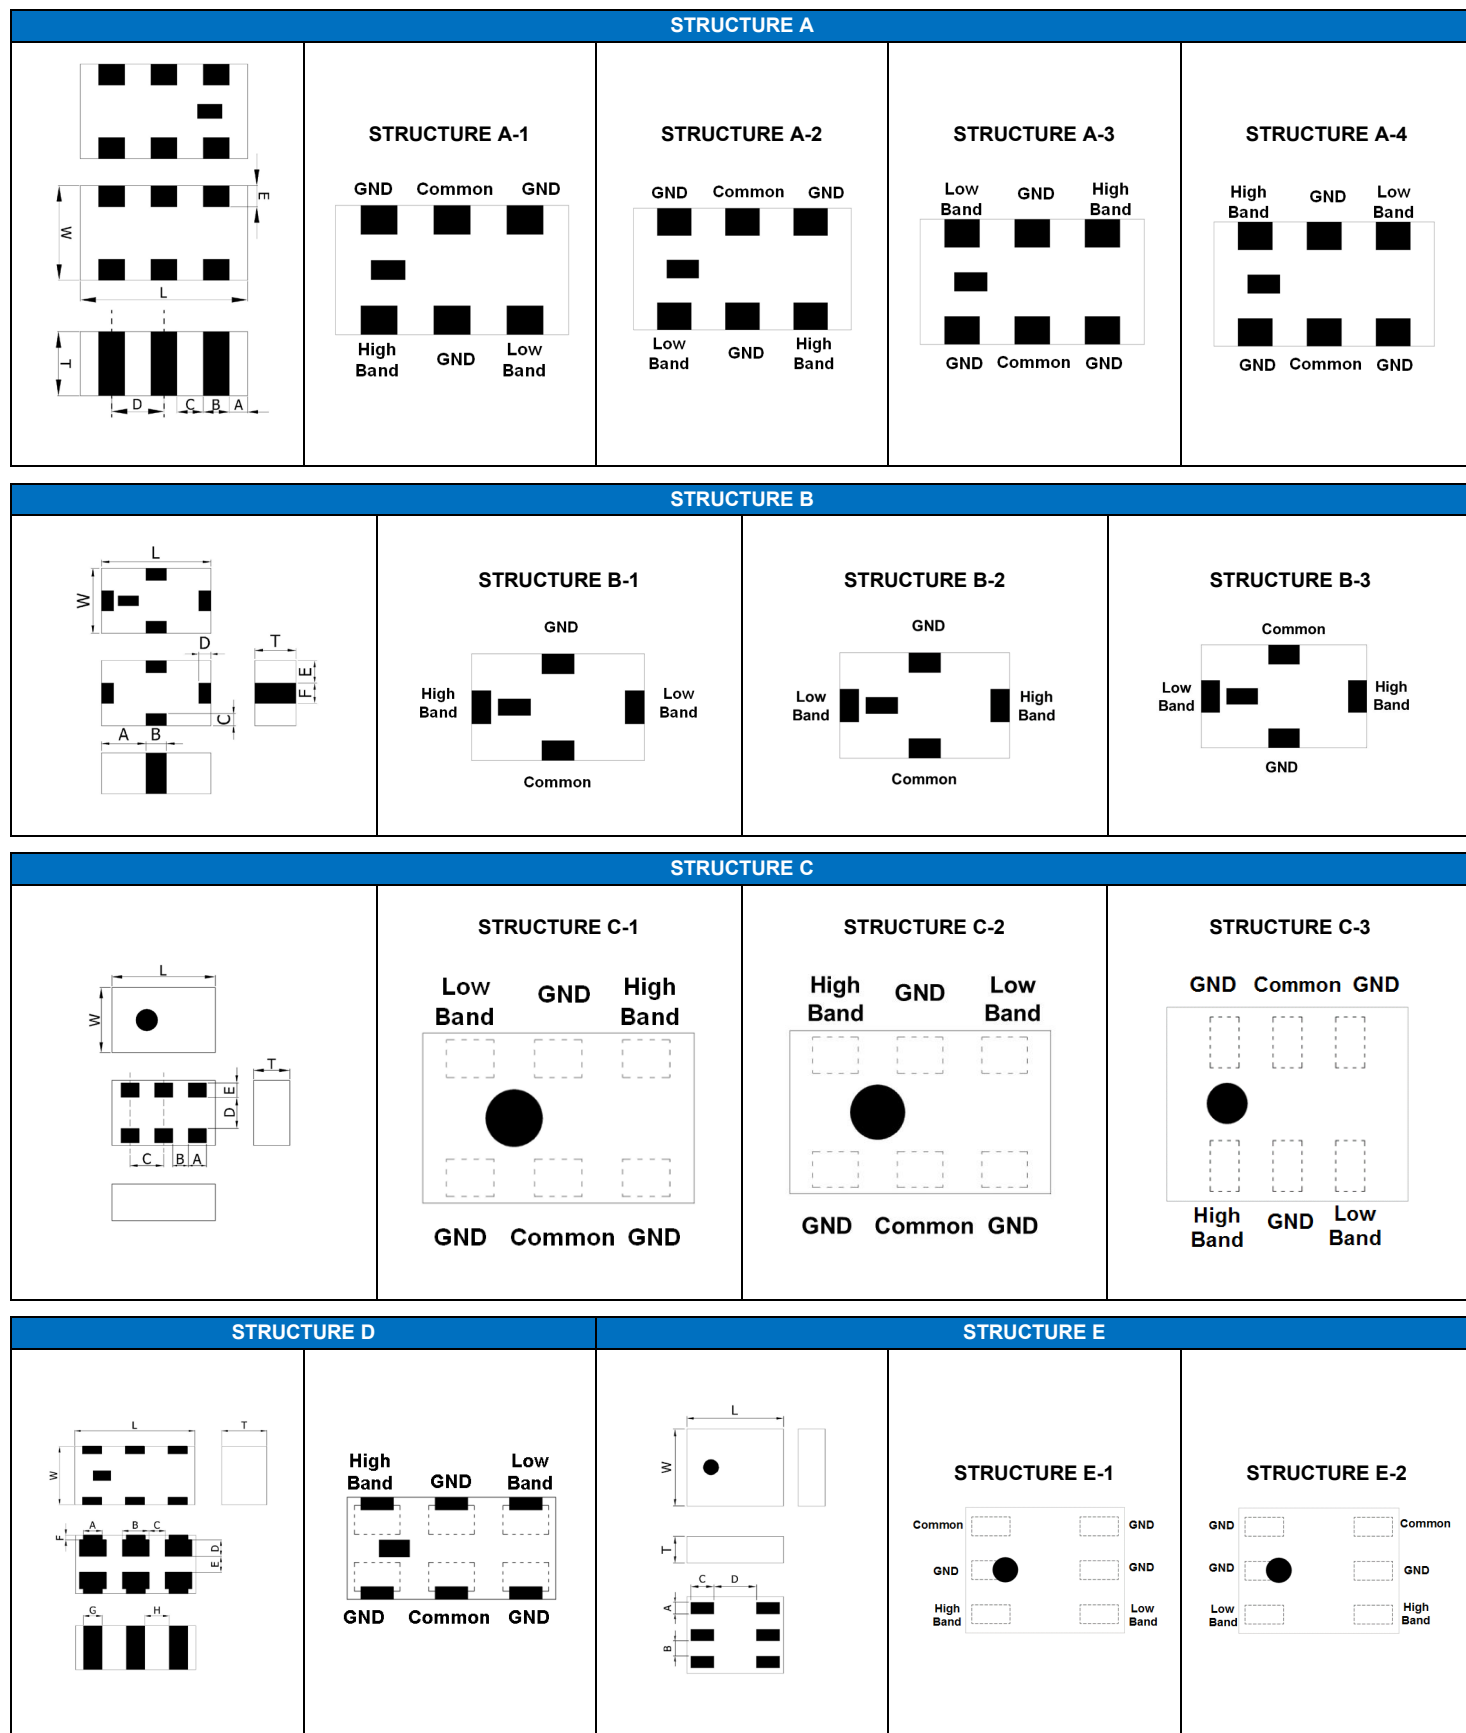 STRUCTURE A
E
W
L
T
D
C
B
A
STRUCTURE A-1
GND Common GND
High Band
GND
Low Band
STRUCTURE A-2
GND Common GND
Low Band
GND
High Band
STRUCTURE A-3
Low Band
GND
High Band
GND Common GND
STRUCTURE A-4
High Band
GND
Low Band
GND Common GND
STRUCTURE B
L
W
D
T
E
F
C
A
B
STRUCTURE B-1
GND
High Band
Low Band
Common
STRUCTURE B-2
GND
Low Band
High Band
Common
STRUCTURE B-3
Common
Low Band
High Band
GND
STRUCTURE C
L
W
T
E
D
C
B
A
STRUCTURE C-1
Low Band
GND
High Band
GND Common GND
STRUCTURE C-2
High Band
GND
Low Band
GND Common GND
STRUCTURE C-3
GND Common GND
High Band
GND
Low Band
STRUCTURE D
L
T
W
A
B
C
F
D
E
G
H
High Band
GND
Low Band
GND Common GND
STRUCTURE E
L
W
T
C
D
A
B
STRUCTURE E-1
Common
GND
GND
GND
High Band
Low Band
STRUCTURE E-2
GND
Common
GND
GND
Low Band
High Band